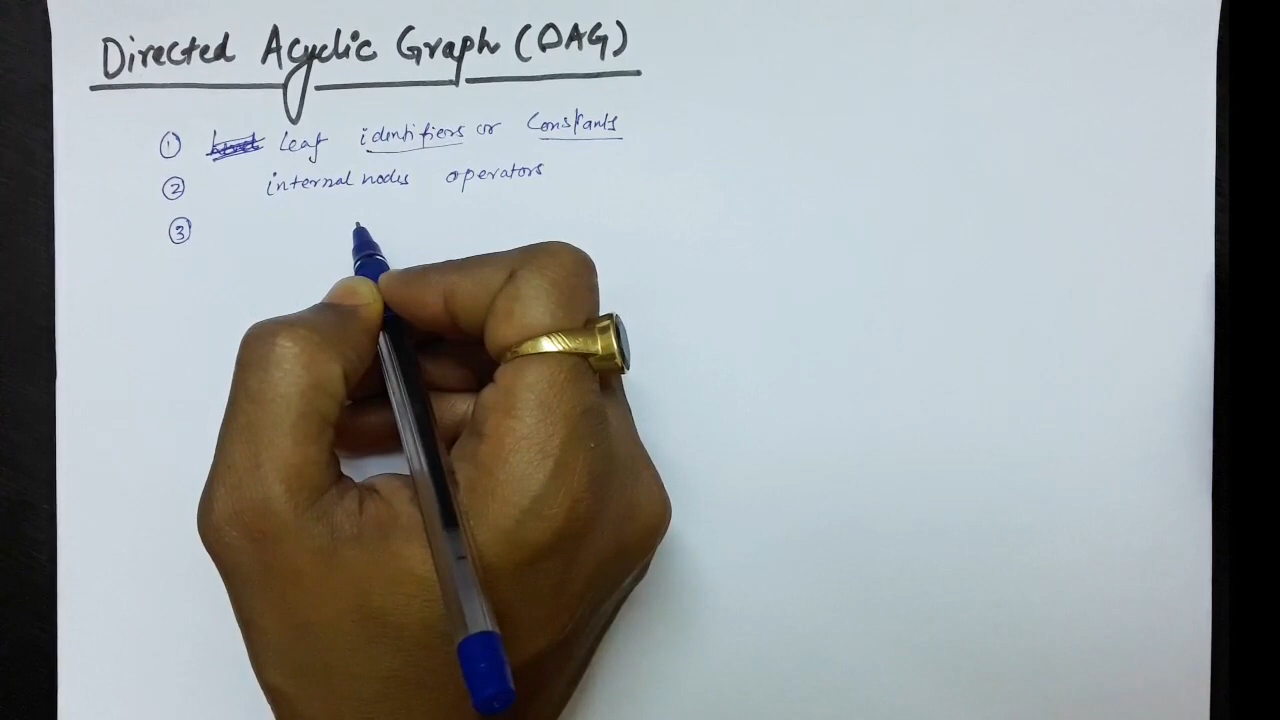 Directed Acyclic Graph (DAG)
① Leaf identifiers or Constants
② internal nodes operators
③